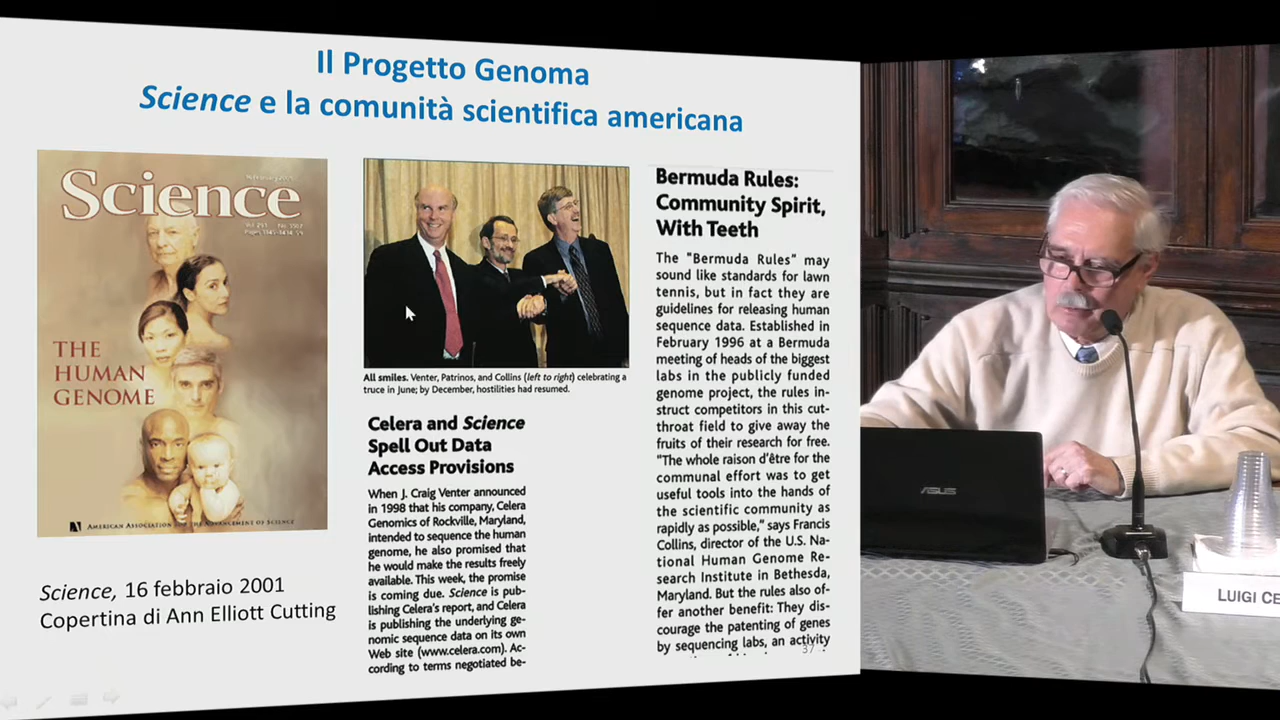 Il Progetto Genoma
Science e la comunità scientifica americana
Science
THE
HUMAN
GENOME
AMERICAN ASSOCIATION FOR THE ADVANCEMENT OF SCIENCE
Science, 16 febbraio 2001
Copertina di Ann Elliott Cutting
All smiles. Venter, Patrinos, and Collins (left to right) celebrating a
truce in June; by December, hostilities had resumed.
Celera and Science
Spell Out Data
Access Provisions
When J. Craig Venter announced
in 1998 that his company, Celera
Genomics of Rockville, Maryland,
intended to sequence the human
genome, he also promised that
he would make the results freely
available. This week, the promise
is coming due. Science is pub-
lishing Celera's report, and Celera
is publishing the underlying ge-
nomic sequence data on its own
Web site (www.celera.com). Ac-
cording to terms negotiated be-
Bermuda Rules:
Community Spirit,
With Teeth
The "Bermuda Rules" may
sound like standards for lawn
tennis, but in fact they are
guidelines for releasing human
sequence data. Established in
February 1996 at a Bermuda
meeting of heads of the biggest
labs in the publicly funded
genome project, the rules in-
struct competitors in this cut-
throat field to give away the
fruits of their research for free.
"The whole raison d'être for the
communal effort was to get
useful tools into the hands of
the scientific community as
rapidly as possible," says Francis
Collins, director of the U.S. Na-
tional Human Genome Re-
search Institute in Bethesda,
Maryland. But the rules also of-
fer another benefit: They dis-
courage the patenting of genes
by sequencing labs, an activity
37
ASUS
LUIGI CE